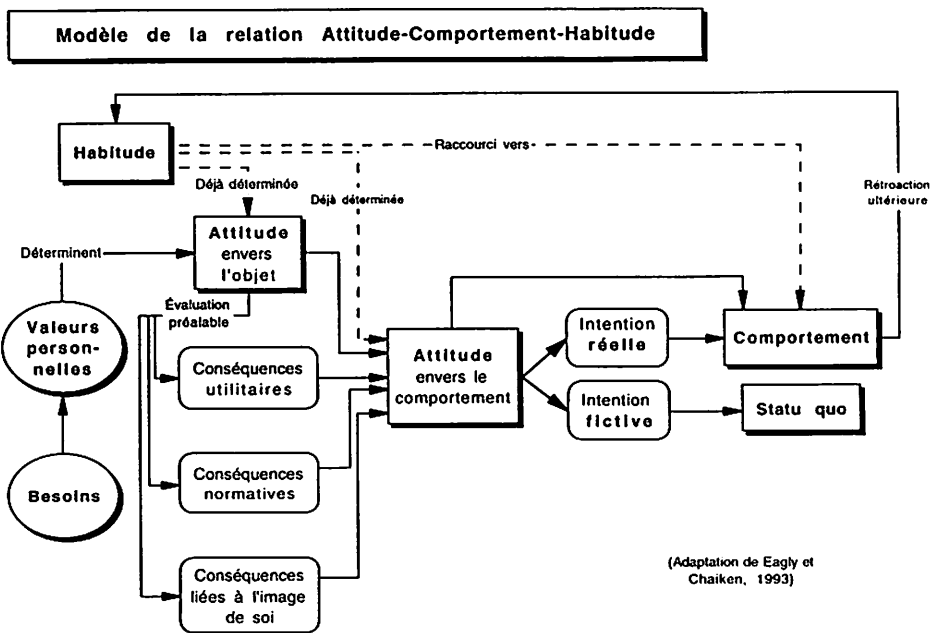 Modèle de la relation Attitude-Comportement-Habitude
Habitude
Raccourci vers
Déjà déterminée
Déjà déterminée
Rétroaction
ultérieure
Attitude
envers
l'objet
Déterminent
Évaluation
préalable
Valeurs
person-
nelles
Conséquences
utilitaires
Attitude
envers le
comportement
Intention
réelle
Comportement
Intention
fictive
Statu quo
Besoins
Conséquences
normatives
Conséquences
liées à l'image
de soi
(Adaptation de Eagly et
Chaiken, 1993)